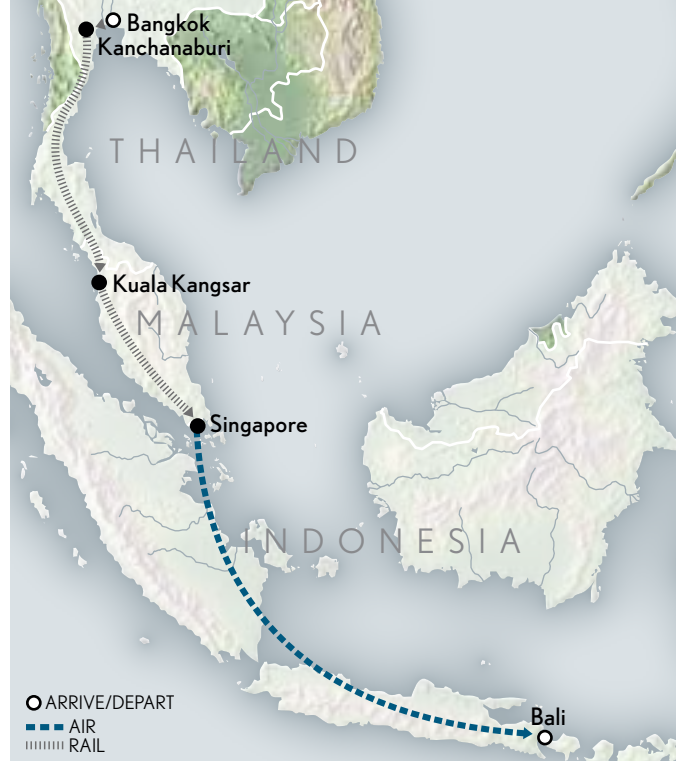 Bangkok
Kanchanaburi
THAILAND
Kuala Kangsar
MALAYSIA
Singapore
INDONESIA
Bali
ARRIVE/DEPART
AIR
RAIL